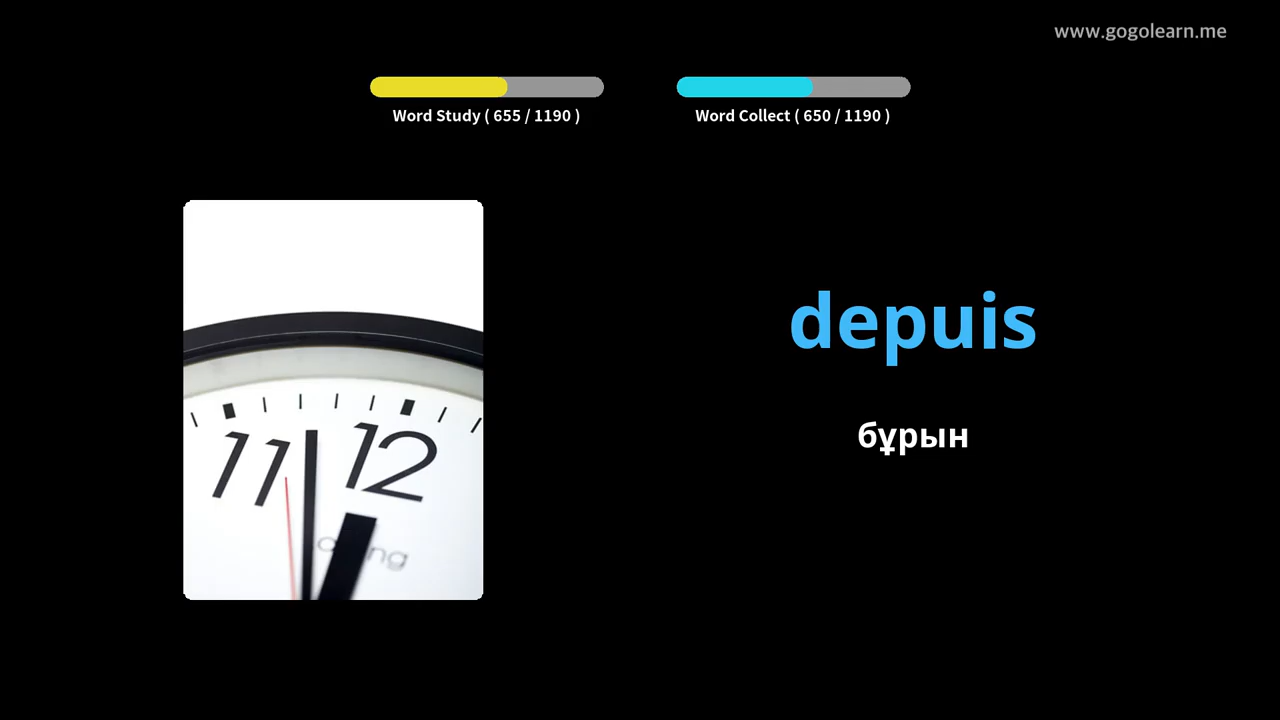 www.gogolearn.me
Word Study ( 655 / 1190 )
Word Collect ( 650 / 1190 )
11 12
depuis
бұрын